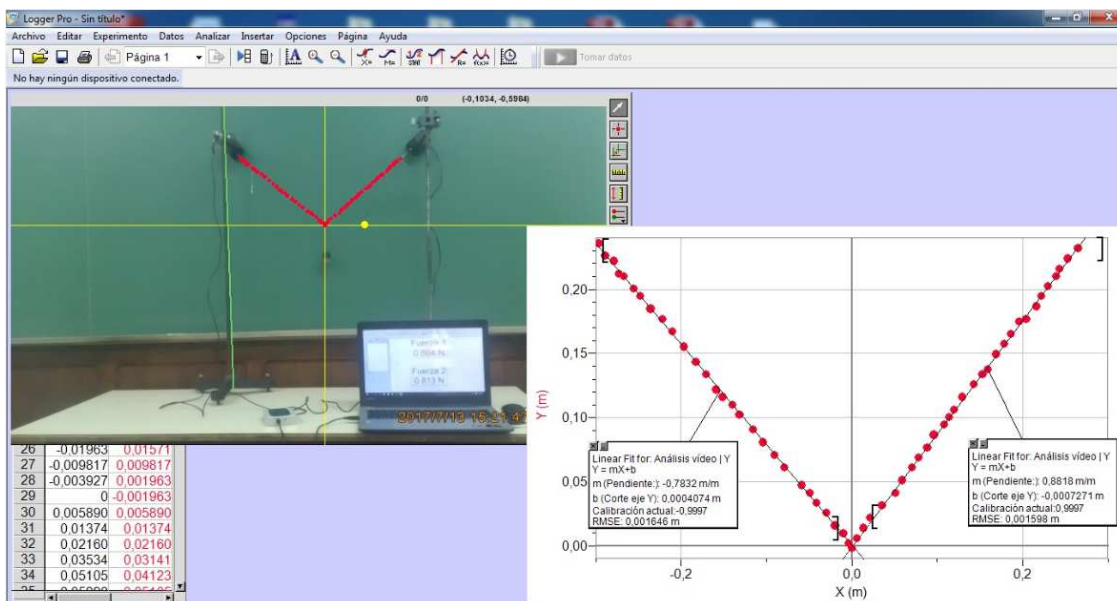 Logger Pro - Sin título*
Archivo Editar Experimento Datos Analizar Insertar Opciones Página Ayuda
Página 1
Tomar datos
No hay ningún dispositivo conectado.
0/0 (-0,1034, -0,5984)
Fuerza 1
Fuerza 2
0.813 N
26 -0,01963 0,01571
27 -0,009817 0,009817
28 -0,003927 0,003927
29 0 -0,001963
30 0,005890 0,005890
31 0,01374 0,01374
32 0,02160 0,02160
33 0,03534 0,03141
34 0,05105 0,04123
Y (m)
0,20
0,15
0,10
0,05
0,00
-0,2 0,0 0,2
X (m)
Linear Fit for: Análisis vídeo | Y
Y = mX+b
m (Pendiente:): -0,7832 m/m
b (Corte eje Y): 0,0004074 m
Calibración actual:-0,9997
RMSE: 0,001646 m
Linear Fit for: Análisis vídeo | Y
Y = mX+b
m (Pendiente:): 0,8818 m/m
b (Corte eje Y): -0,0007271 m
Calibración actual:0,9997
RMSE: 0,001598 m